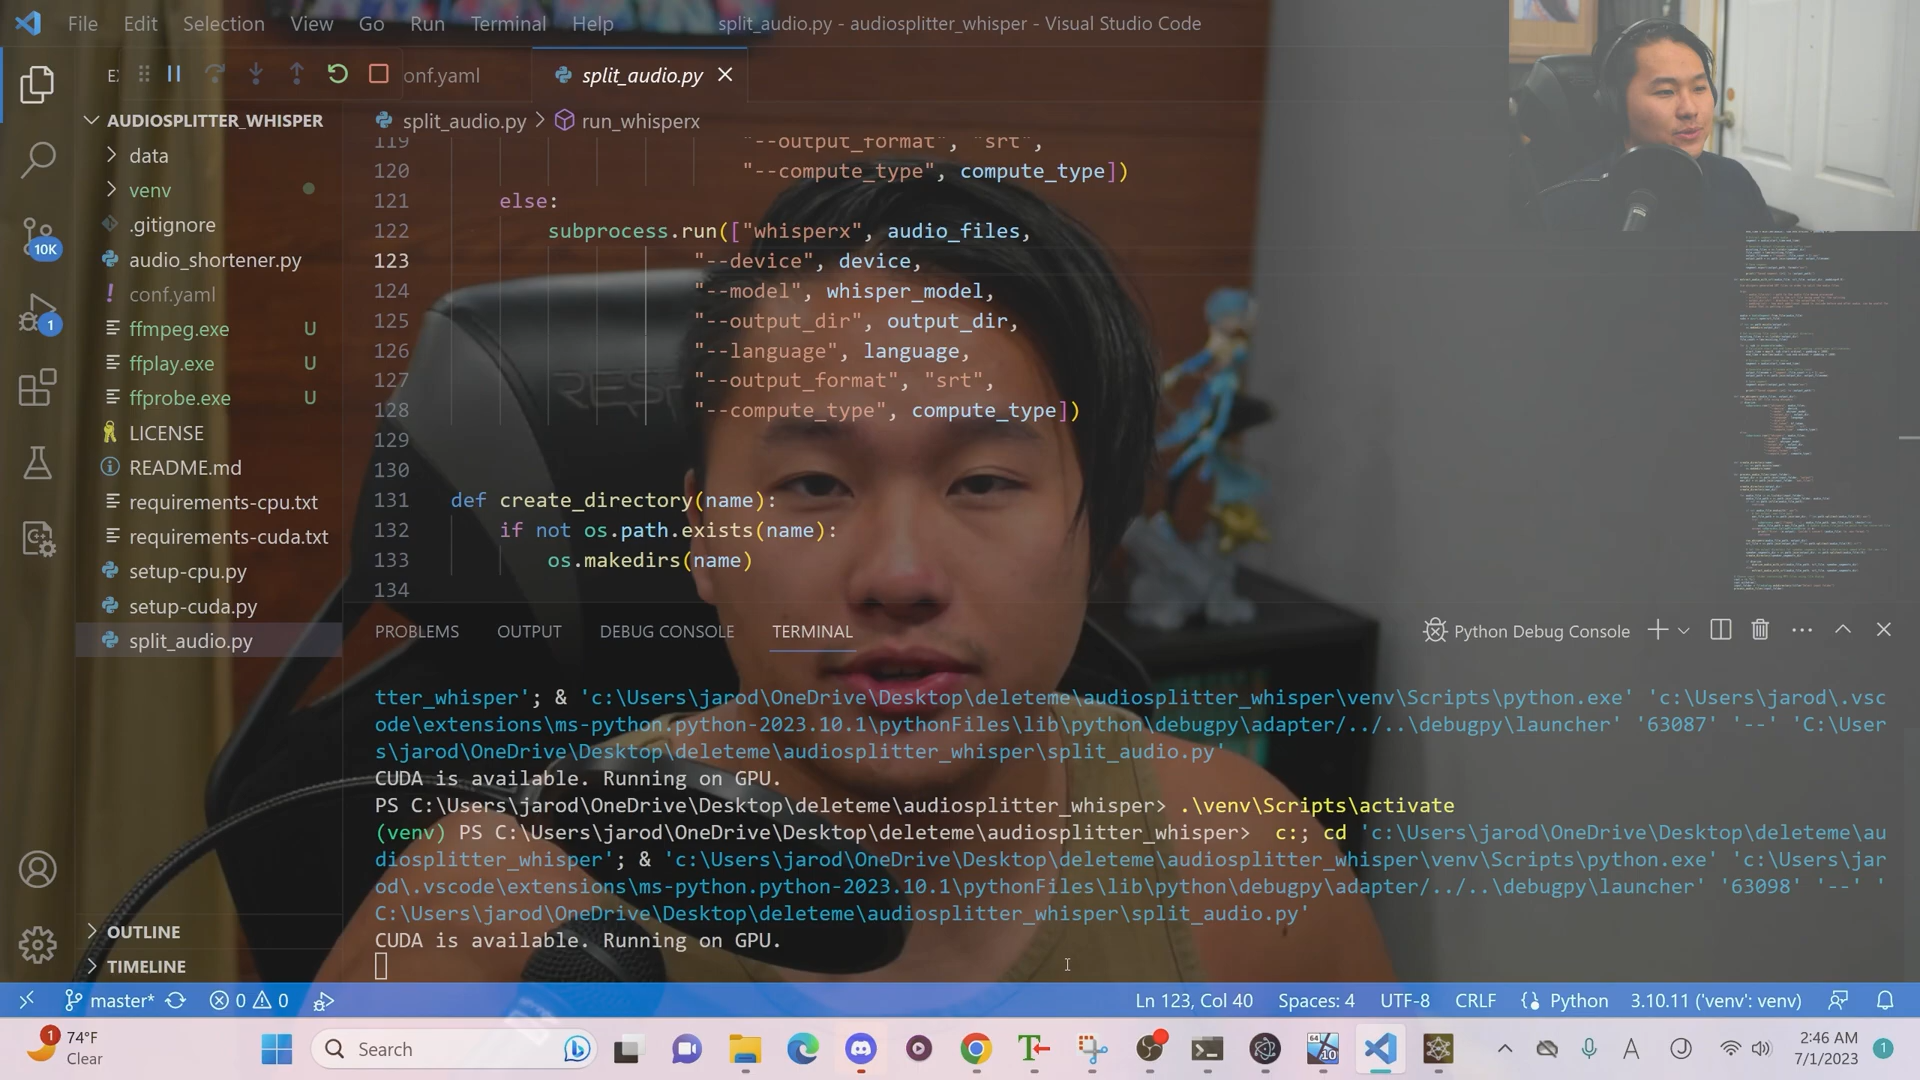 File Edit Selection View Go Run Terminal Help
split_audio.py - audiosplitter_whisper - Visual Studio Code
E:
onf.yaml
split_audio.py
AUDIOSPLITTER_WHISPER
data
venv
.gitignore
audio_shortener.py
conf.yaml
ffmpeg.exe U
ffplay.exe U
ffprobe.exe U
LICENSE
README.md
requirements-cpu.txt
requirements-cuda.txt
setup-cpu.py
setup-cuda.py
split_audio.py
OUTLINE
TIMELINE
10K
1
split_audio.py > run_whisperx
119 "--output_format", "srt",
120 "--compute_type", compute_type])
121 else:
122 subprocess.run(["whisperx", audio_files,
123 "--device", device,
124 "--model", whisper_model,
125 "--output_dir", output_dir,
126 "--language", language,
127 "--output_format", "srt",
128 "--compute_type", compute_type])
129
130
131 def create_directory(name):
132 if not os.path.exists(name):
133 os.makedirs(name)
134
PROBLEMS OUTPUT DEBUG CONSOLE TERMINAL
Python Debug Console
tter_whisper'; & 'c:\Users\jarod\OneDrive\Desktop\deleteme\audiosplitter_whisper\venv\Scripts\python.exe' 'c:\Users\jarod\.vsc
ode\extensions\ms-python.python-2023.10.1\pythonFiles\lib\python\debugpy\adapter/../..\debugpy\launcher' '63087' '--' 'C:\User
s\jarod\OneDrive\Desktop\deleteme\audiosplitter_whisper\split_audio.py'
CUDA is available. Running on GPU.
PS C:\Users\jarod\OneDrive\Desktop\deleteme\audiosplitter_whisper> .\venv\Scripts\activate
(venv) PS C:\Users\jarod\OneDrive\Desktop\deleteme\audiosplitter_whisper> c:; cd 'c:\Users\jarod\OneDrive\Desktop\deleteme\au
diosplitter_whisper'; & 'c:\Users\jarod\OneDrive\Desktop\deleteme\audiosplitter_whisper\venv\Scripts\python.exe' 'c:\Users\jar
od\.vscode\extensions\ms-python.python-2023.10.1\pythonFiles\lib\python\debugpy\adapter/../..\debugpy\launcher' '63098' '--' '
C:\Users\jarod\OneDrive\Desktop\deleteme\audiosplitter_whisper\split_audio.py'
CUDA is available. Running on GPU.
master* 0 0
Ln 123, Col 40 Spaces: 4 UTF-8 CRLF Python 3.10.11 ('venv': venv)
1
74°F
Clear
Search
64
10
2:46 AM
7/1/2023
1